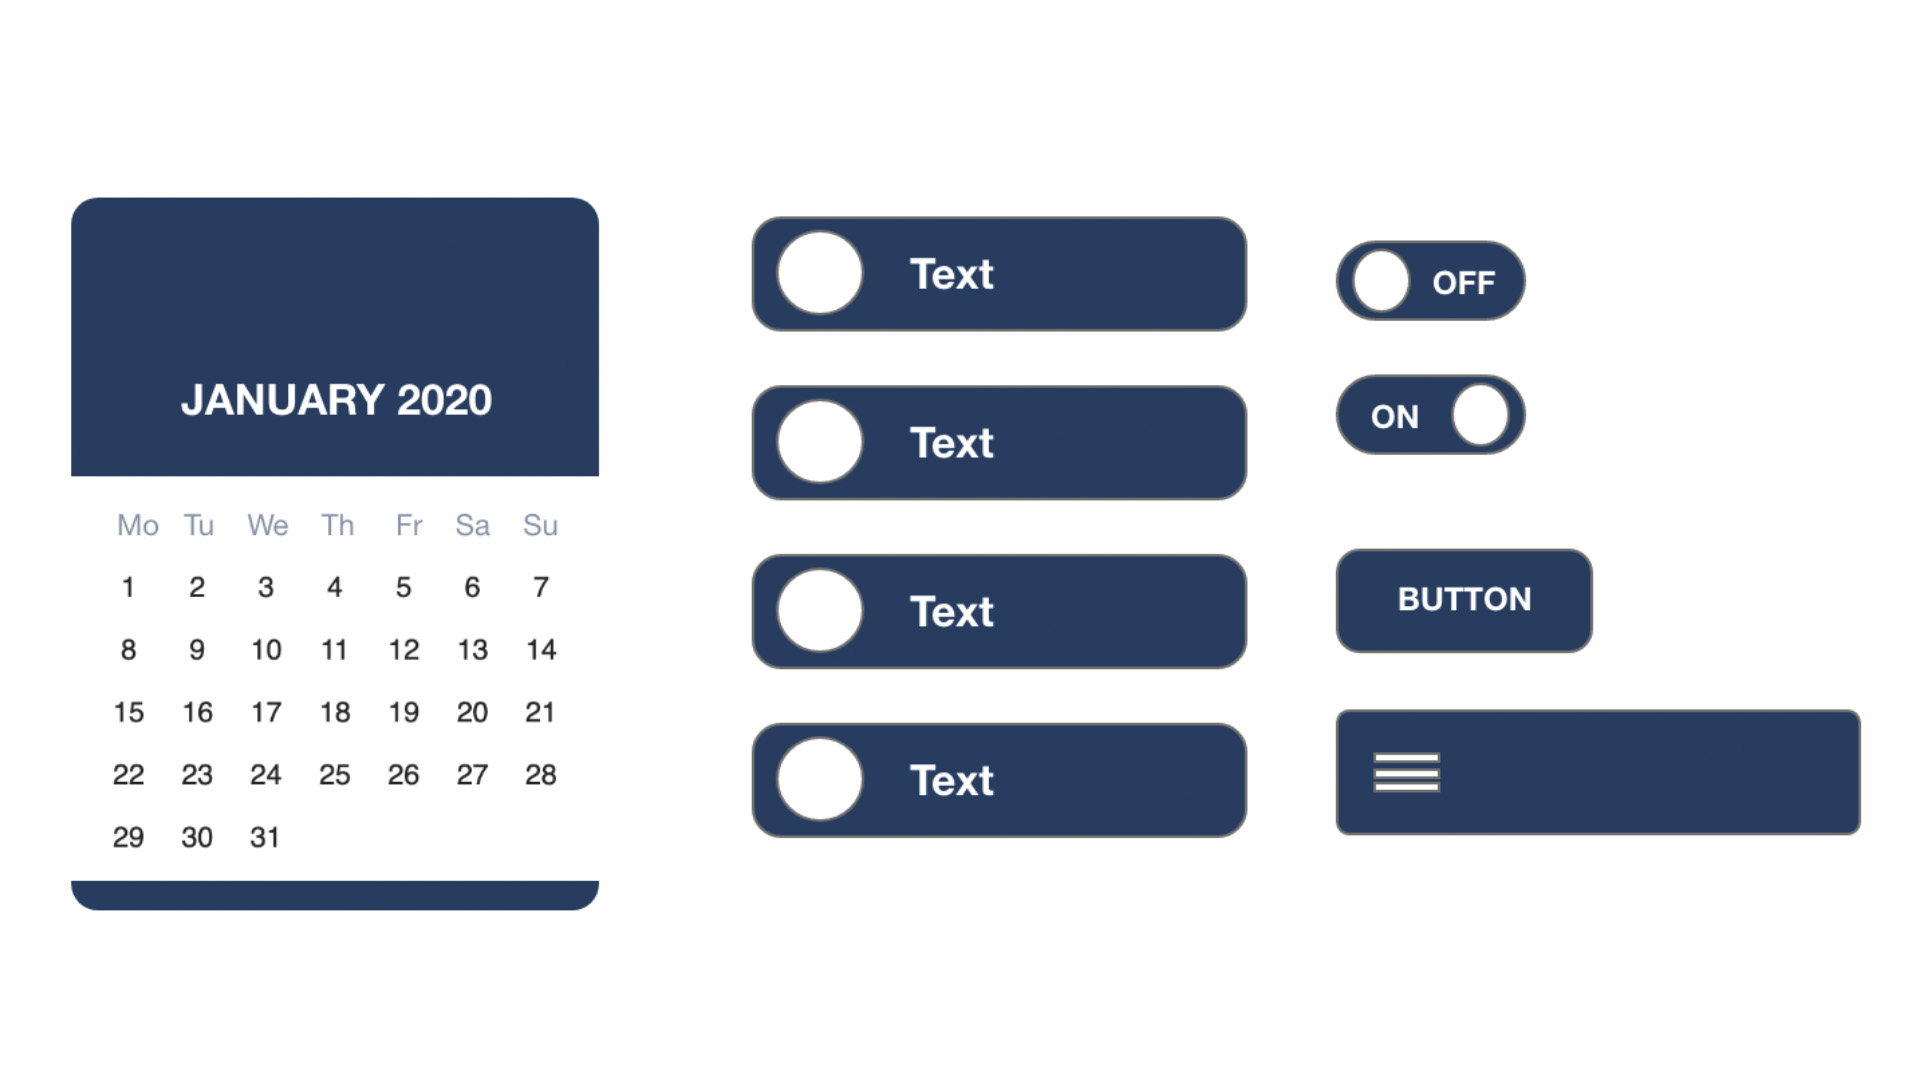 JANUARY 2020
Mo Tu We Th Fr Sa Su
1 2 3 4 5 6 7
8 9 10 11 12 13 14
15 16 17 18 19 20 21
22 23 24 25 26 27 28
29 30 31
Text
Text
Text
Text
OFF
ON
BUTTON